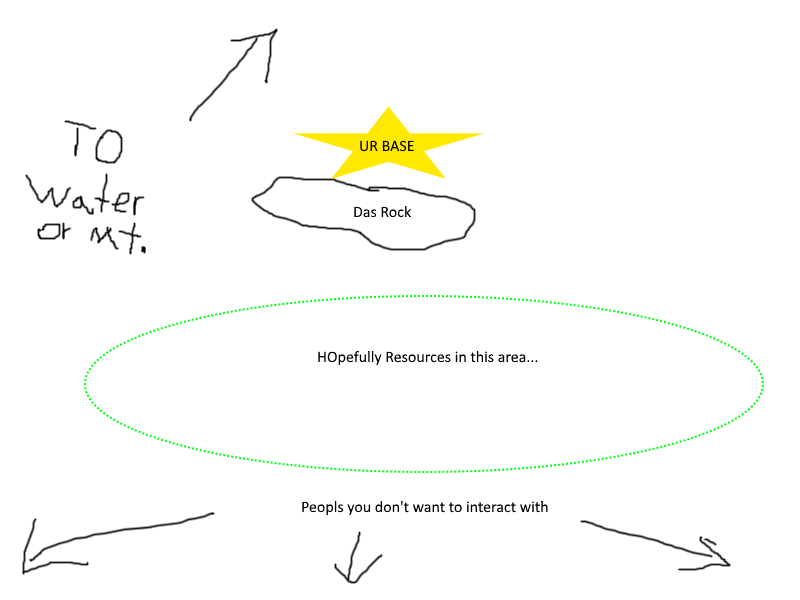 TO
Water
or Mt.
UR BASE
Das Rock
HOpefully Resources in this area...
Peopls you don't want to interact with